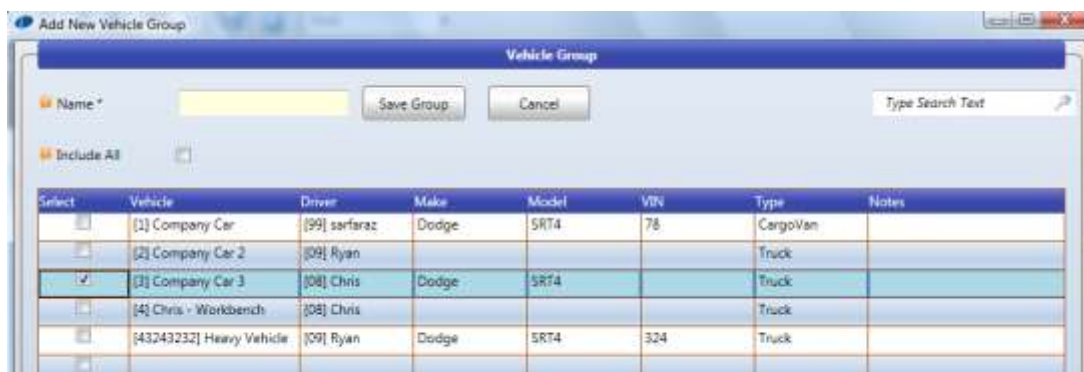 Add New Vehicle Group
Vehicle Group
Name * Save Group Cancel Type Search Text
Include All
Select Vehicle Driver Make Model VIN Type Notes
[1] Company Car [99] sarfaraz Dodge SRT4 78 CargoVan
[2] Company Car 2 [09] Ryan Truck
[3] Company Car 3 [08] Chris Dodge SRT4 Truck
[4] Chris - Workbench [08] Chris Truck
[43243232] Heavy Vehicle [09] Ryan Dodge SRT4 324 Truck